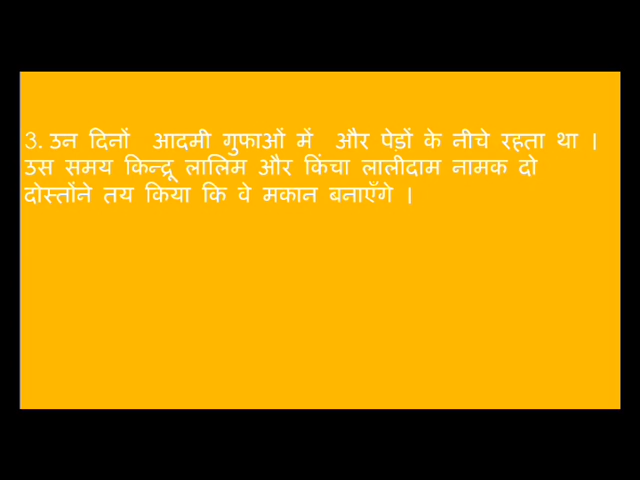 3. उन दिनों आदमी गुफाओं में और पेड़ों के नीचे रहता था ।
उस समय किन्द्रू लालिम और किंचा लालीदाम नामक दो
दोस्तोंने तय किया कि वे मकान बनाएँगे ।